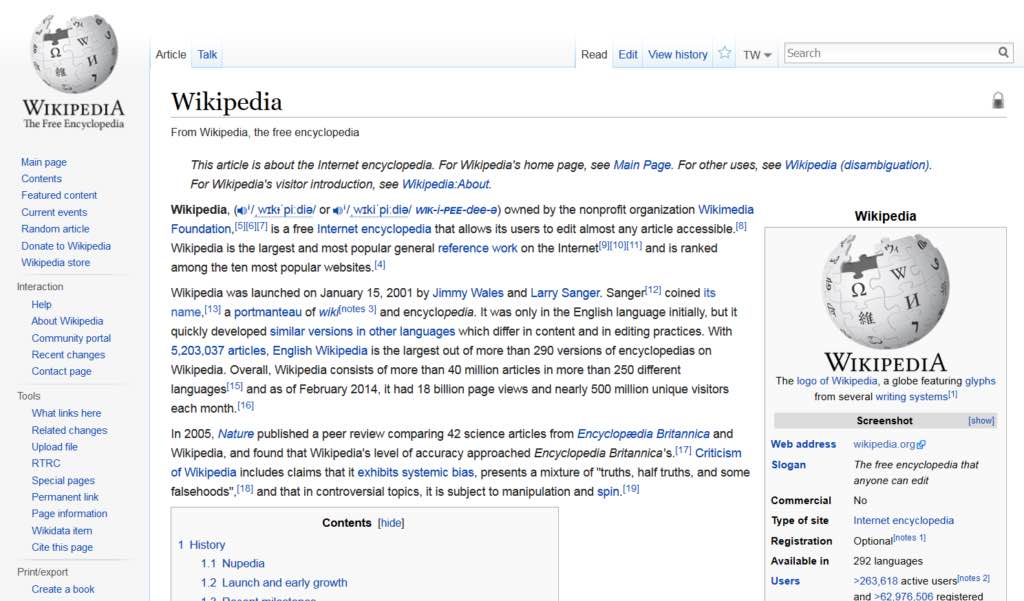 WIKIPEDIA
The Free Encyclopedia
Main page
Contents
Featured content
Current events
Random article
Donate to Wikipedia
Wikipedia store
Interaction
Help
About Wikipedia
Community portal
Recent changes
Contact page
Tools
What links here
Related changes
Upload file
RTRC
Special pages
Permanent link
Page information
Wikidata item
Cite this page
Print/export
Create a book
Article Talk
Read Edit View history TW Search
Wikipedia
From Wikipedia, the free encyclopedia
This article is about the Internet encyclopedia. For Wikipedia's home page, see Main Page. For other uses, see Wikipedia (disambiguation).
For Wikipedia's visitor introduction, see Wikipedia:About.
Wikipedia, (i/ˌwɪkɨˈpiːdiə/ or i/ˌwɪkiˈpiːdiə/ WIK-i-PEE-dee-ə) owned by the nonprofit organization Wikimedia
Foundation,[5][6][7] is a free Internet encyclopedia that allows its users to edit almost any article accessible.[8]
Wikipedia is the largest and most popular general reference work on the Internet[9][10][11] and is ranked
among the ten most popular websites.[4]
Wikipedia was launched on January 15, 2001 by Jimmy Wales and Larry Sanger. Sanger[12] coined its
name,[13] a portmanteau of wiki[notes 3] and encyclopedia. It was only in the English language initially, but it
quickly developed similar versions in other languages which differ in content and in editing practices. With
5,203,037 articles, English Wikipedia is the largest out of more than 290 versions of encyclopedias on
Wikipedia. Overall, Wikipedia consists of more than 40 million articles in more than 250 different
languages[15] and as of February 2014, it had 18 billion page views and nearly 500 million unique visitors
each month.[16]
In 2005, Nature published a peer review comparing 42 science articles from Encyclopædia Britannica and
Wikipedia, and found that Wikipedia's level of accuracy approached Encyclopedia Britannica's.[17] Criticism
of Wikipedia includes claims that it exhibits systemic bias, presents a mixture of "truths, half truths, and some
falsehoods",[18] and that in controversial topics, it is subject to manipulation and spin.[19]
Contents [hide]
1 History
1.1 Nupedia
1.2 Launch and early growth
1.3 Recent milestones
Wikipedia
Ω W И 維
WIKIPEDIA
The logo of Wikipedia, a globe featuring glyphs
from several writing systems[1]
Screenshot [show]
Web address wikipedia.org
Slogan The free encyclopedia that
anyone can edit
Commercial No
Type of site Internet encyclopedia
Registration Optional[notes 1]
Available in 292 languages
Users >263,618 active users[notes 2]
and >62,976,506 registered